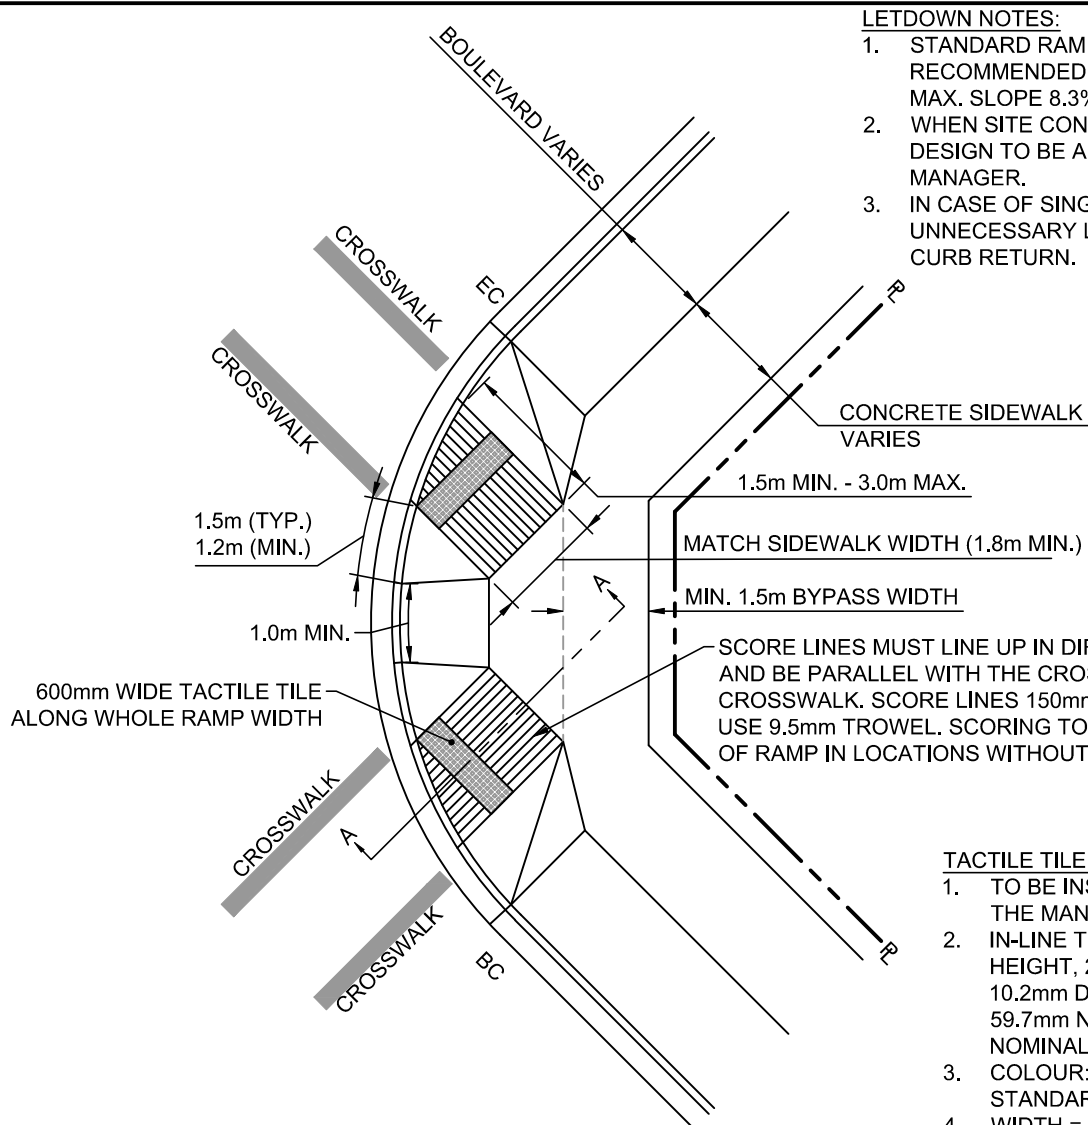 LETDOWN NOTES:
1. STANDARD RAM
RECOMMENDED
MAX. SLOPE 8.3%
2. WHEN SITE CON
DESIGN TO BE A
MANAGER.
3. IN CASE OF SING
UNNECESSARY L
CURB RETURN.
BOULEVARD VARIES
CROSSWALK
EC
CROSSWALK
PL
CONCRETE SIDEWALK
VARIES
1.5m MIN. - 3.0m MAX.
1.5m (TYP.)
1.2m (MIN.)
MATCH SIDEWALK WIDTH (1.8m MIN.)
A
MIN. 1.5m BYPASS WIDTH
1.0m MIN.
SCORE LINES MUST LINE UP IN DIR
AND BE PARALLEL WITH THE CROS
CROSSWALK. SCORE LINES 150mm
USE 9.5mm TROWEL. SCORING TO
OF RAMP IN LOCATIONS WITHOUT
600mm WIDE TACTILE TILE
ALONG WHOLE RAMP WIDTH
CROSSWALK
A
CROSSWALK
BC
PL
TACTILE TILE
1. TO BE INS
THE MAN
2. IN-LINE T
HEIGHT, 2
10.2mm D
59.7mm N
NOMINAL
3. COLOUR:
STANDAR
4. WIDTH =